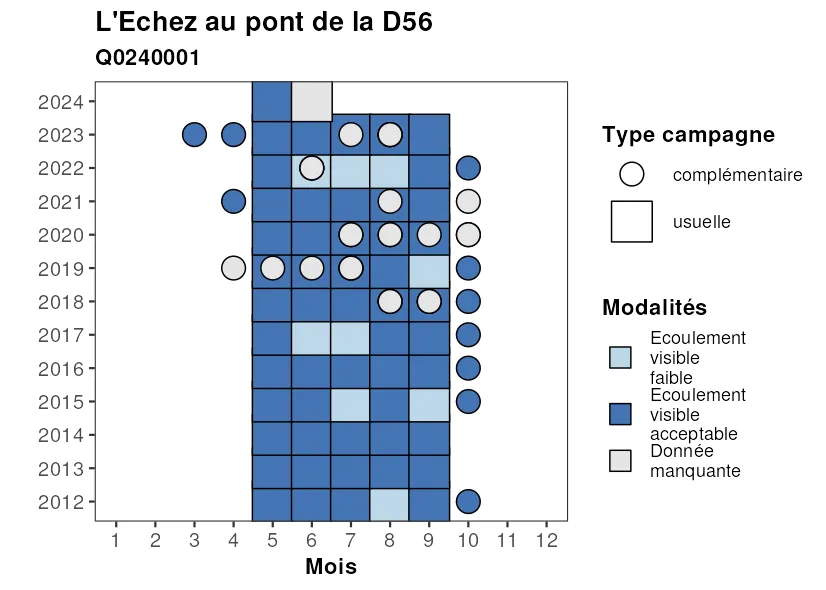 L'Echez au pont de la D56
Q0240001
2024
2023
2022
2021
2020
2019
2018
2017
2016
2015
2014
2013
2012
1 2 3 4 5 6 7 8 9 10 11 12
Mois
Type campagne
complémentaire
usuelle
Modalités
Ecoulement
visible
faible
Ecoulement
visible
acceptable
Donnée
manquante